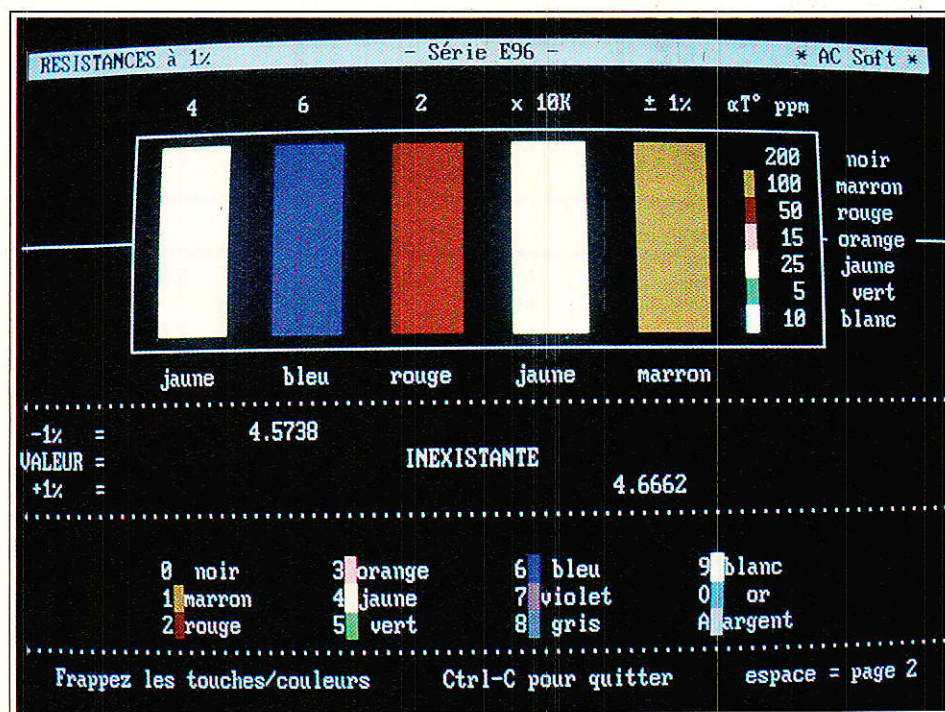 RESISTANCES à 1% - Série E96 - * AC Soft *
4 6 2 x 10K ± 1% αT° ppm
200 noir
100 marron
50 rouge
15 orange
25 jaune
5 vert
10 blanc
jaune bleu rouge jaune marron
-1% = 4.5738
VALEUR = INEXISTANTE
+1% = 4.6662
0 noir 3 orange 6 bleu 9 blanc
1 marron 4 jaune 7 violet O or
2 rouge 5 vert 8 gris A argent
Frappez les touches/couleurs Ctrl-C pour quitter espace = page 2